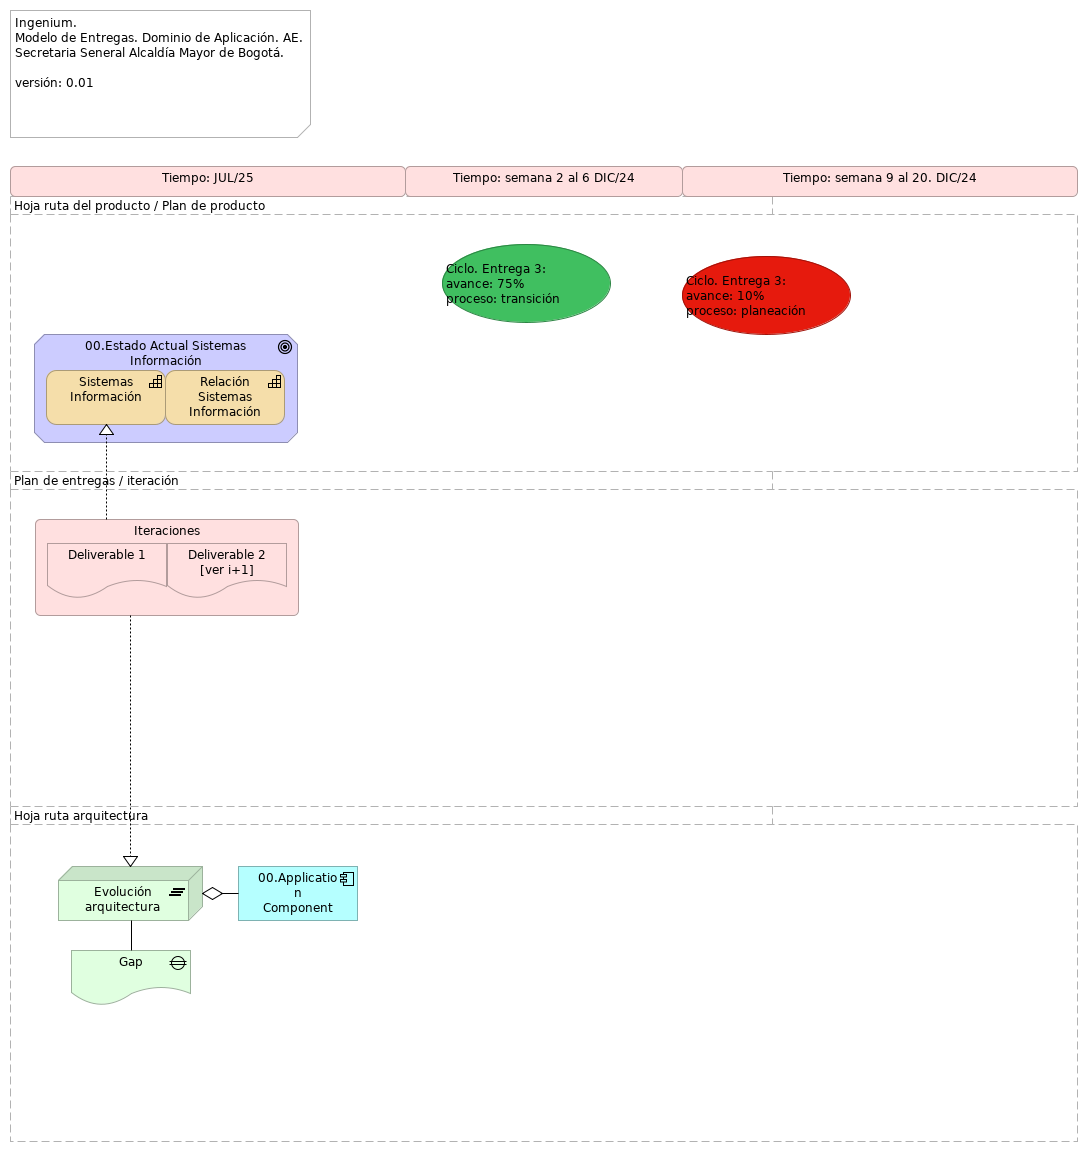 Ingenium.
Modelo de Entregas. Dominio de Aplicación. AE.
Secretaria Seneral Alcaldía Mayor de Bogotá.
versión: 0.01
Tiempo: JUL/25
Tiempo: semana 2 al 6 DIC/24
Tiempo: semana 9 al 20. DIC/24
Hoja ruta del producto / Plan de producto
Ciclo. Entrega 3:
avance: 75%
proceso: transición
Ciclo. Entrega 3:
avance: 10%
proceso: planeación
00.Estado Actual Sistemas
Información
Sistemas
Información
Relación
Sistemas
Información
Plan de entregas / iteración
Iteraciones
Deliverable 1
Deliverable 2
[ver i+1]
Hoja ruta arquitectura
Evolución
arquitectura
00.Applicatio
n
Component
Gap